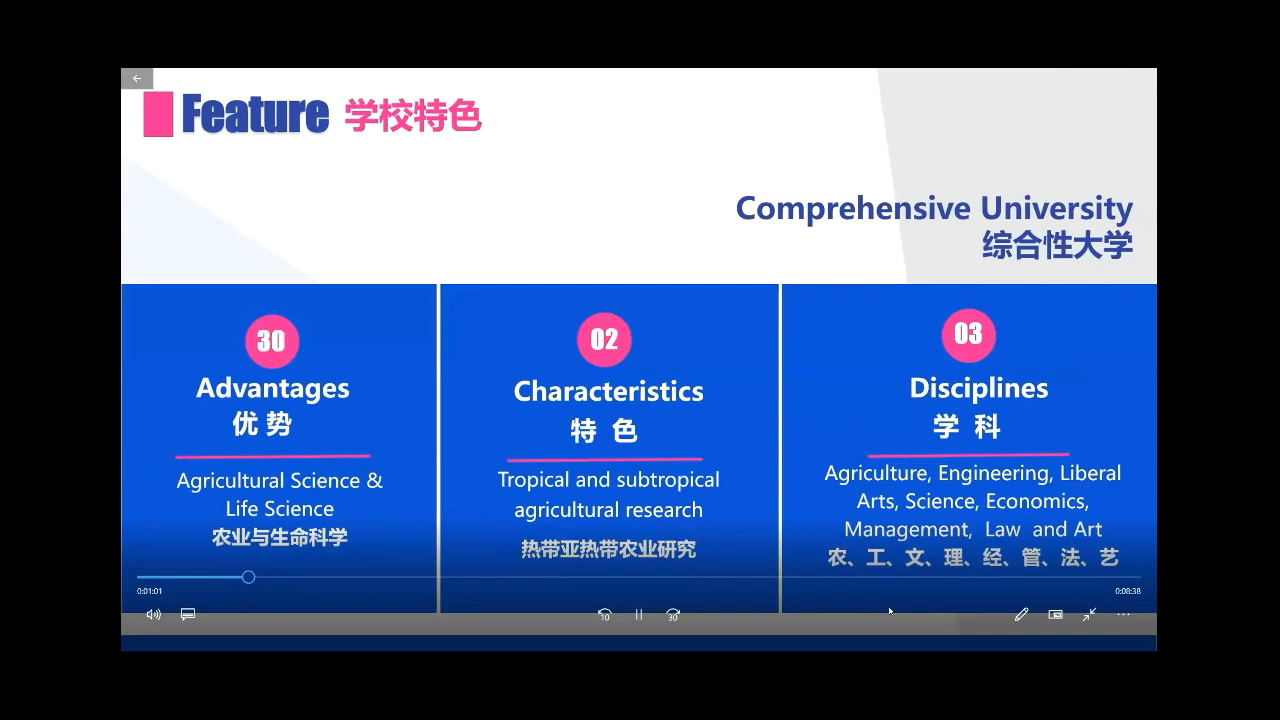 Feature 学校特色
Comprehensive University
综合性大学
30
Advantages
优 势
Agricultural Science &
Life Science
农业与生命科学
02
Characteristics
特 色
Tropical and subtropical
agricultural research
热带亚热带农业研究
03
Disciplines
学 科
Agriculture, Engineering, Liberal
Arts, Science, Economics,
Management, Law and Art
农、工、文、理、经、管、法、艺
0:01:01
0:08:38
10
30